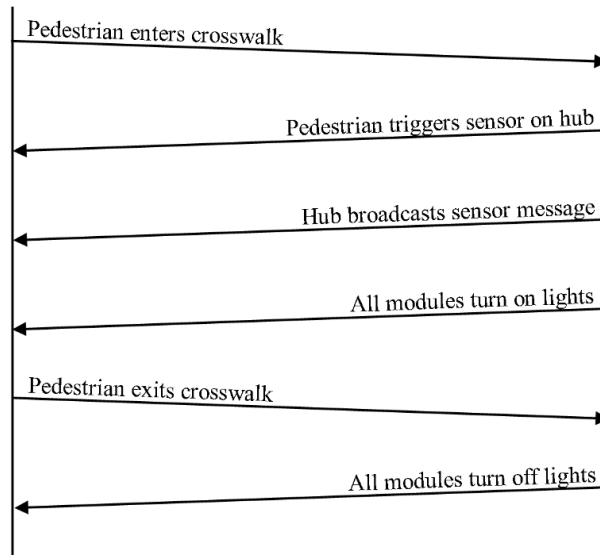 Pedestrian enters crosswalk
Pedestrian triggers sensor on hub
Hub broadcasts sensor message
All modules turn on lights
Pedestrian exits crosswalk
All modules turn off lights